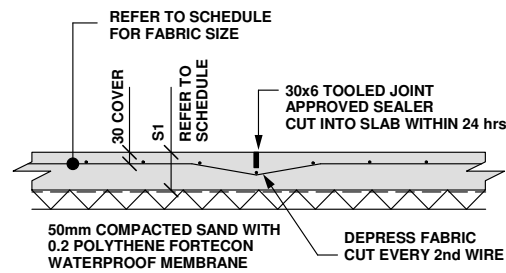 REFER TO SCHEDULE
FOR FABRIC SIZE
30 COVER
S1
REFER TO
SCHEDULE
30x6 TOOLED JOINT
APPROVED SEALER
CUT INTO SLAB WITHIN 24 hrs
50mm COMPACTED SAND WITH
0.2 POLYTHENE FORTECON
WATERPROOF MEMBRANE
DEPRESS FABRIC
CUT EVERY 2nd WIRE